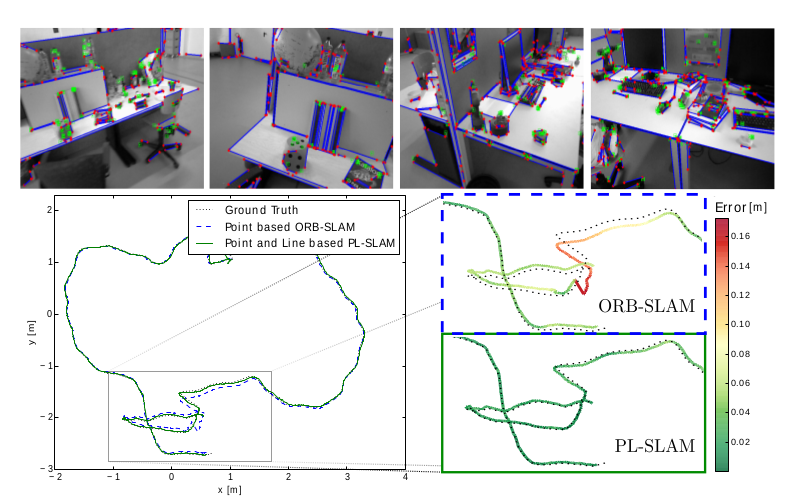 Ground Truth
Point based ORB-SLAM
Point and Line based PL-SLAM
2
1
0
−1
−2
−3
y [m]
−2
−1
0
1
2
3
4
x [m]
ORB-SLAM
PL-SLAM
Error[m]
0.16
0.14
0.12
0.10
0.08
0.06
0.04
0.02